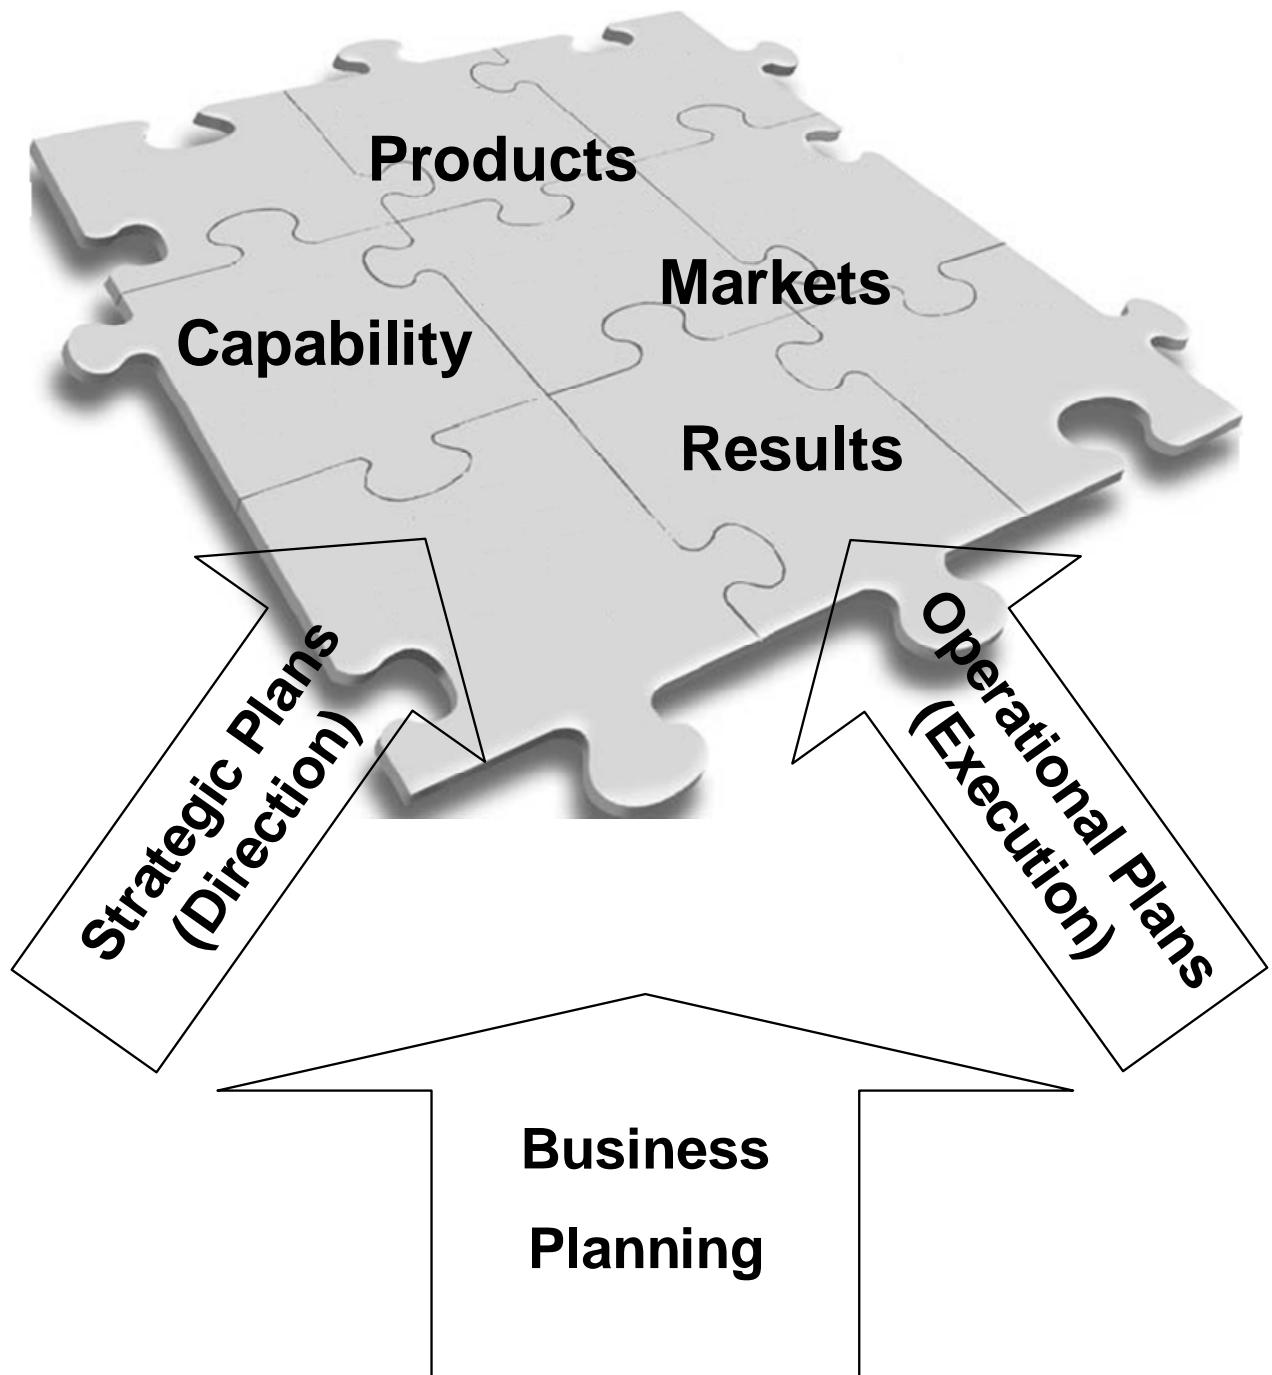 Products
Markets
Capability
Results
Strategic Plans
(Direction)
Operational Plans
(Execution)
Business
Planning